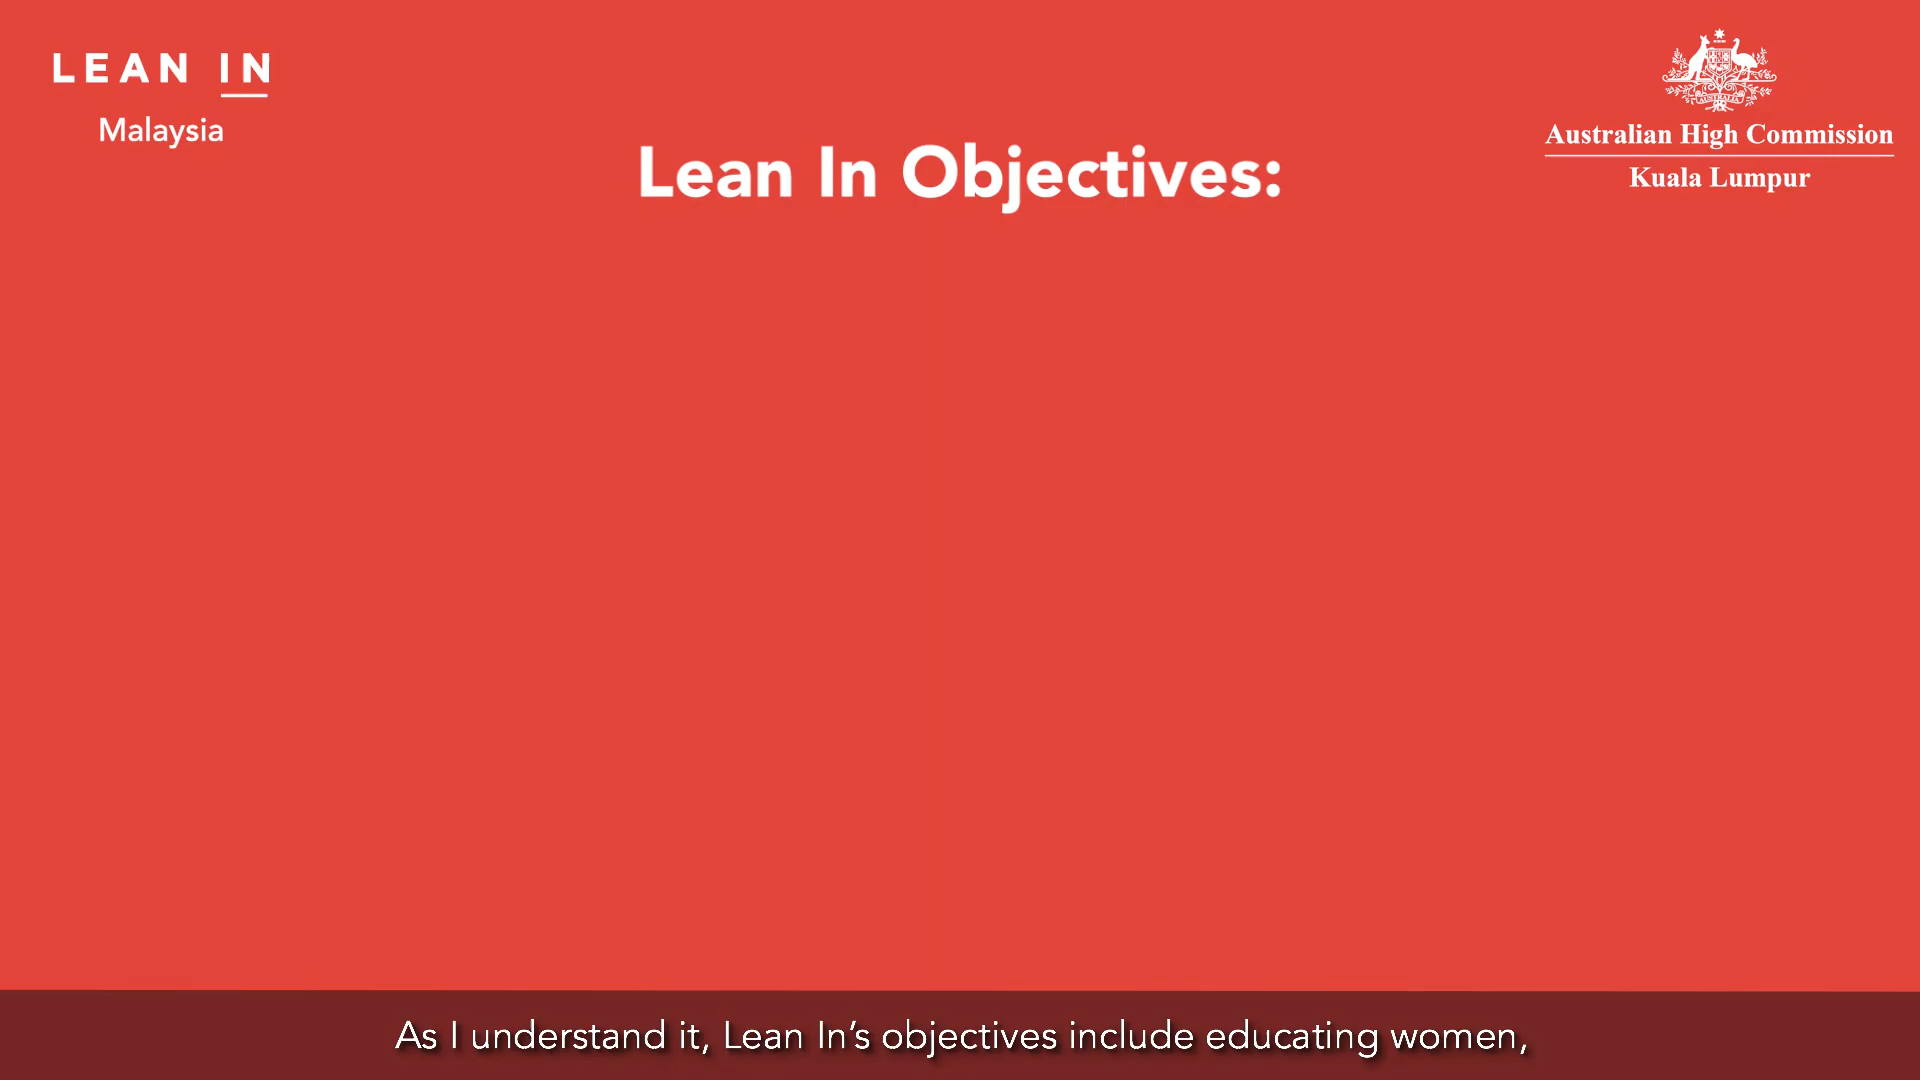 LEAN IN
Malaysia
Australian High Commission
Kuala Lumpur
Lean In Objectives:
As I understand it, Lean In’s objectives include educating women,